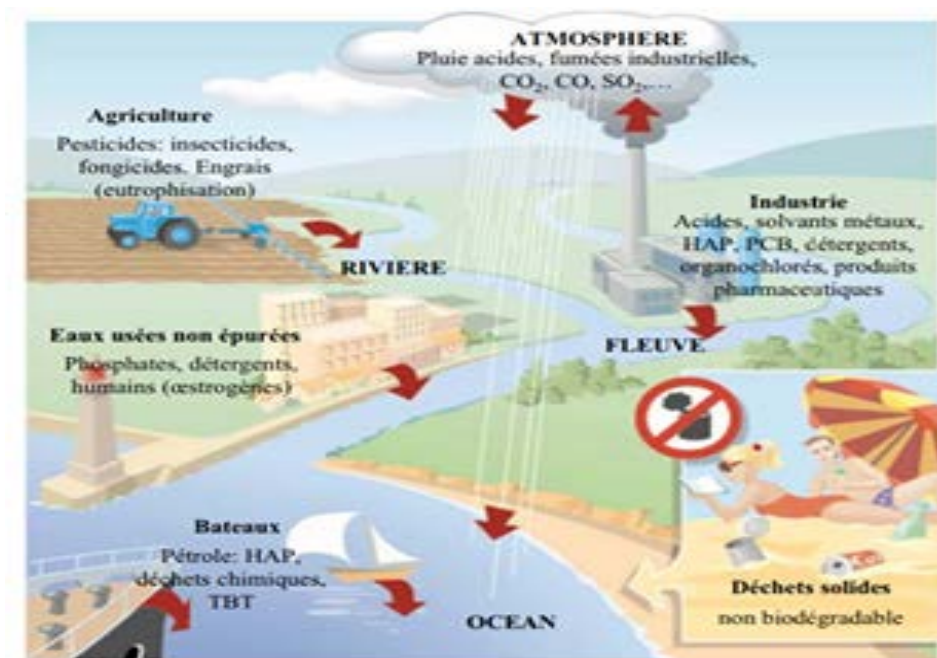 ATMOSPHERE
Pluie acides, fumées industrielles,
CO₂, CO, SO₂,...
Agriculture
Pesticides: insecticides,
fongicides. Engrais
(eutrophisation)
Industrie
Acides, solvants métaux,
HAP, PCB, détergents,
organochlorés, produits
pharmaceutiques
RIVIERE
Eaux usées non épurées
Phosphates, détergents,
humains (œstrogènes)
FLEUVE
Bateaux
Pétrole: HAP,
déchets chimiques,
TBT
OCEAN
Déchets solides
non biodégradable